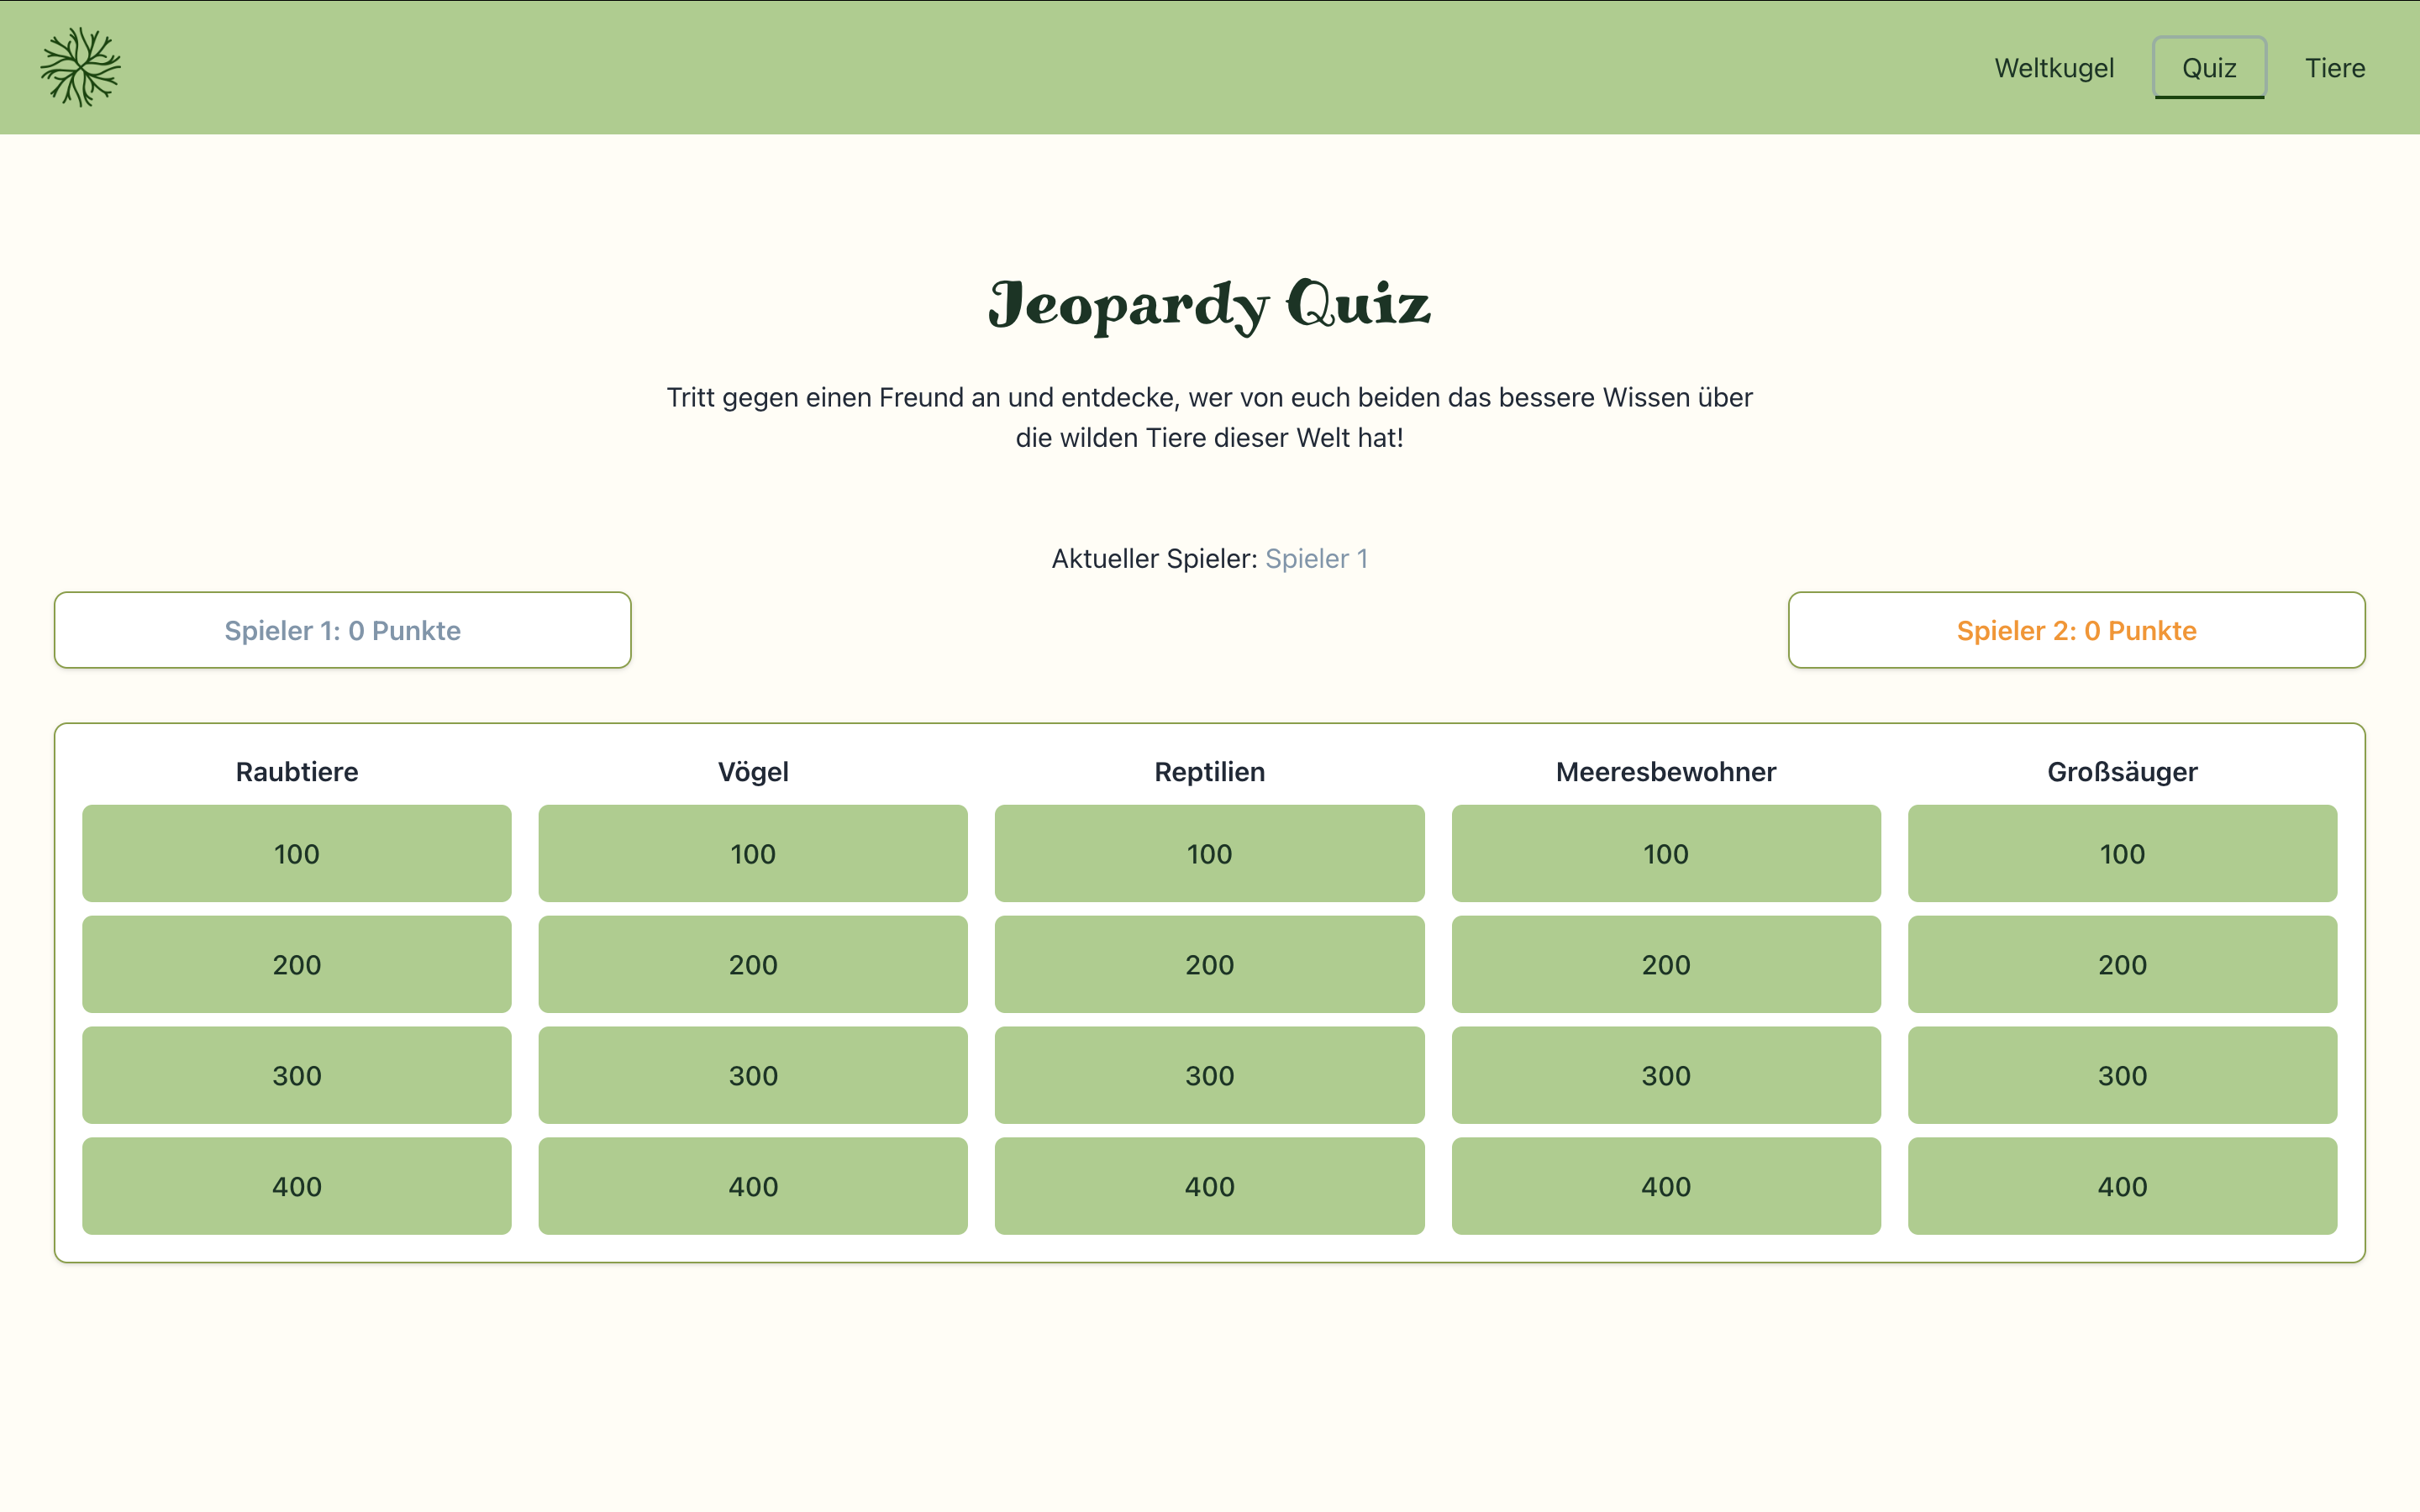 Weltkugel Quiz Tiere
Jeopardy Quiz
Tritt gegen einen Freund an und entdecke, wer von euch beiden das bessere Wissen über
die wilden Tiere dieser Welt hat!
Aktueller Spieler: Spieler 1
Spieler 1: 0 Punkte Spieler 2: 0 Punkte
Raubtiere Vögel Reptilien Meeresbewohner Großsäuger
100 100 100 100 100
200 200 200 200 200
300 300 300 300 300
400 400 400 400 400